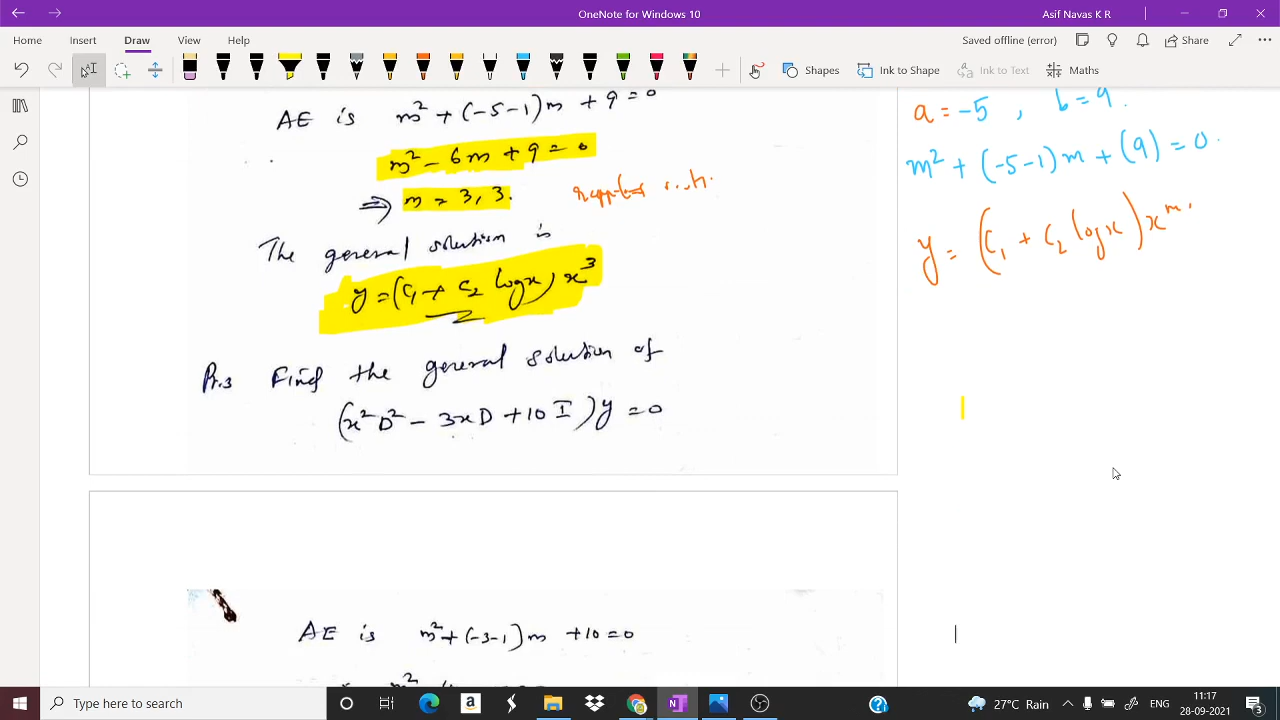 OneNote for Windows 10
Asif Navas K R
Home Insert Draw View Help
Saved offline (error) Share
Shapes Ink to Shape Ink to Text Maths
AE is m² + (-5-1)m + 9 = 0
m² - 6m + 9 = 0
⇒ m = 3, 3.
The general solution is
y = (C₁ + C₂ logx) x³
Pr.3 Find the general solution of
(x²D² - 3xD + 10 I) y = 0
AE is m² + (-3-1) m + 10 = 0
a = -5 , b = 9.
m² + (-5-1)m + (9) = 0.
y = (C₁ + C₂ logx) xᵐ.
Type here to search
27°C Rain
11:17
28-09-2021
3